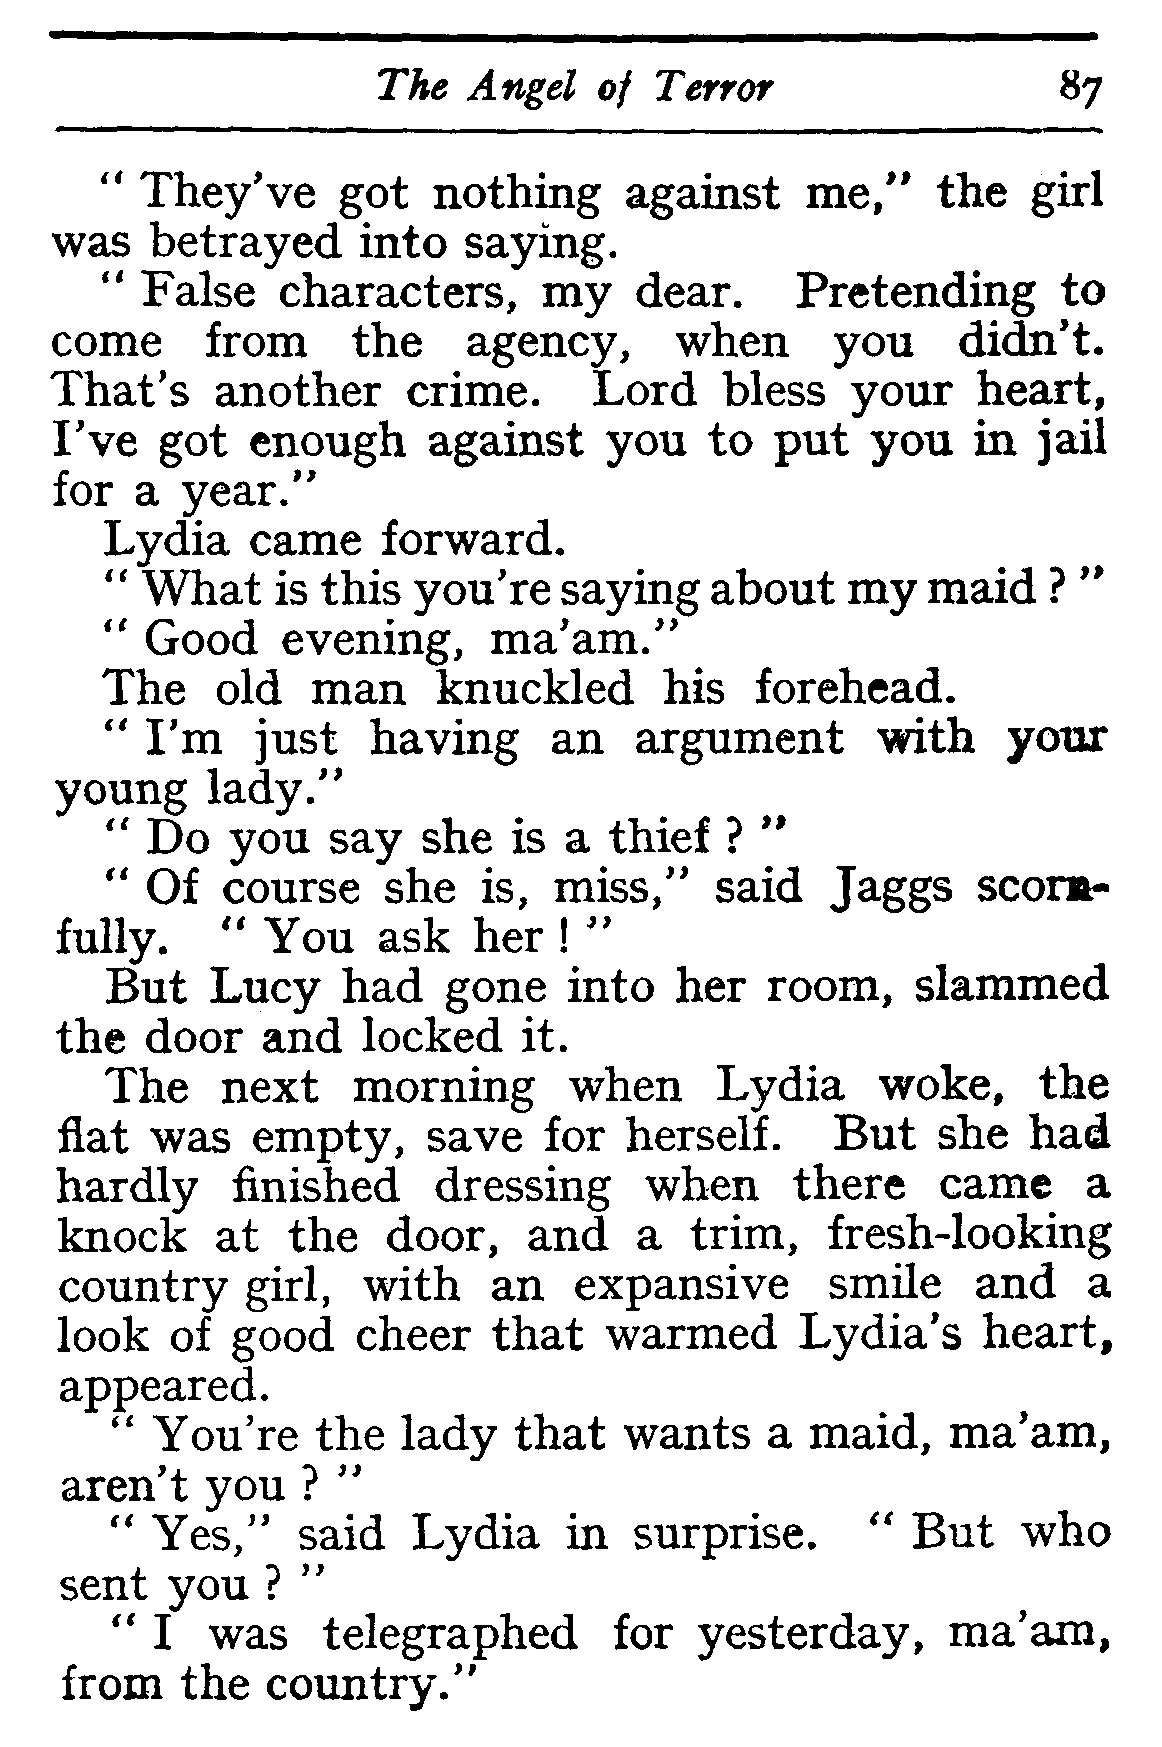 The Angel of Terror 87
“ They've got nothing against me,” the girl
was betrayed into saying.
“ False characters, my dear. Pretending to
come from the agency, when you didn't.
That's another crime. Lord bless your heart,
I've got enough against you to put you in jail
for a year.”
Lydia came forward.
“ What is this you're saying about my maid ? ”
“ Good evening, ma'am.”
The old man knuckled his forehead.
“ I'm just having an argument with your
young lady.”
“ Do you say she is a thief ? ”
“ Of course she is, miss,” said Jaggs scorn-
fully. “ You ask her ! ”
But Lucy had gone into her room, slammed
the door and locked it.
The next morning when Lydia woke, the
flat was empty, save for herself. But she had
hardly finished dressing when there came a
knock at the door, and a trim, fresh-looking
country girl, with an expansive smile and a
look of good cheer that warmed Lydia's heart,
appeared.
“ You're the lady that wants a maid, ma'am,
aren't you ? ”
“ Yes,” said Lydia in surprise. “ But who
sent you ? ”
“ I was telegraphed for yesterday, ma'am,
from the country.”